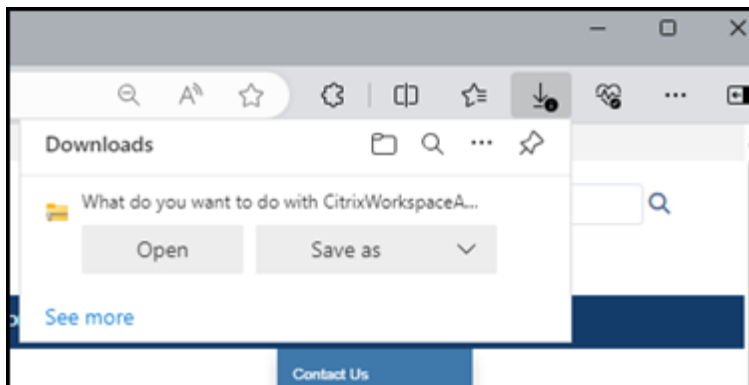 Downloads
What do you want to do with CitrixWorkspaceA...
Open
Save as
See more
Contact Us